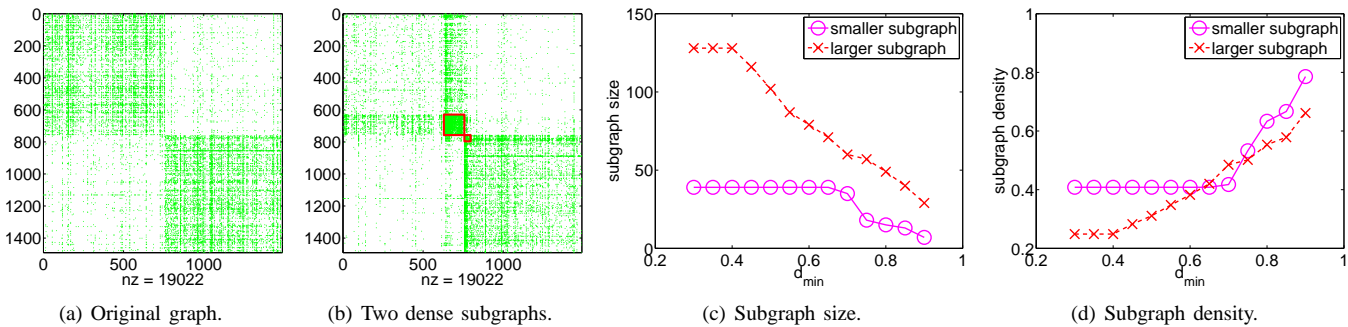 0
200
400
600
800
1000
1200
1400
0 500 1000
nz = 19022
(a) Original graph.
0
200
400
600
800
1000
1200
1400
0 500 1000
nz = 19022
(b) Two dense subgraphs.
subgraph size
150
100
50
0
0.2 0.4 0.6 0.8 1
d_min
smaller subgraph
larger subgraph
(c) Subgraph size.
subgraph density
1
0.8
0.6
0.4
0.2
0.2 0.4 0.6 0.8 1
d_min
smaller subgraph
larger subgraph
(d) Subgraph density.